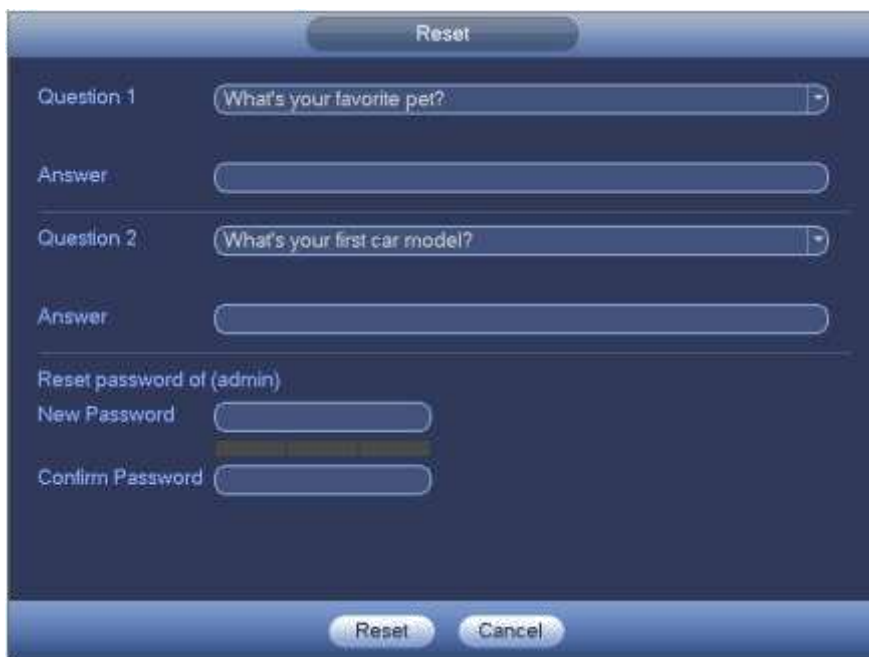 Reset
Question 1 What's your favorite pet?
Answer
Question 2 What's your first car model?
Answer
Reset password of (admin)
New Password
Confirm Password
Reset Cancel